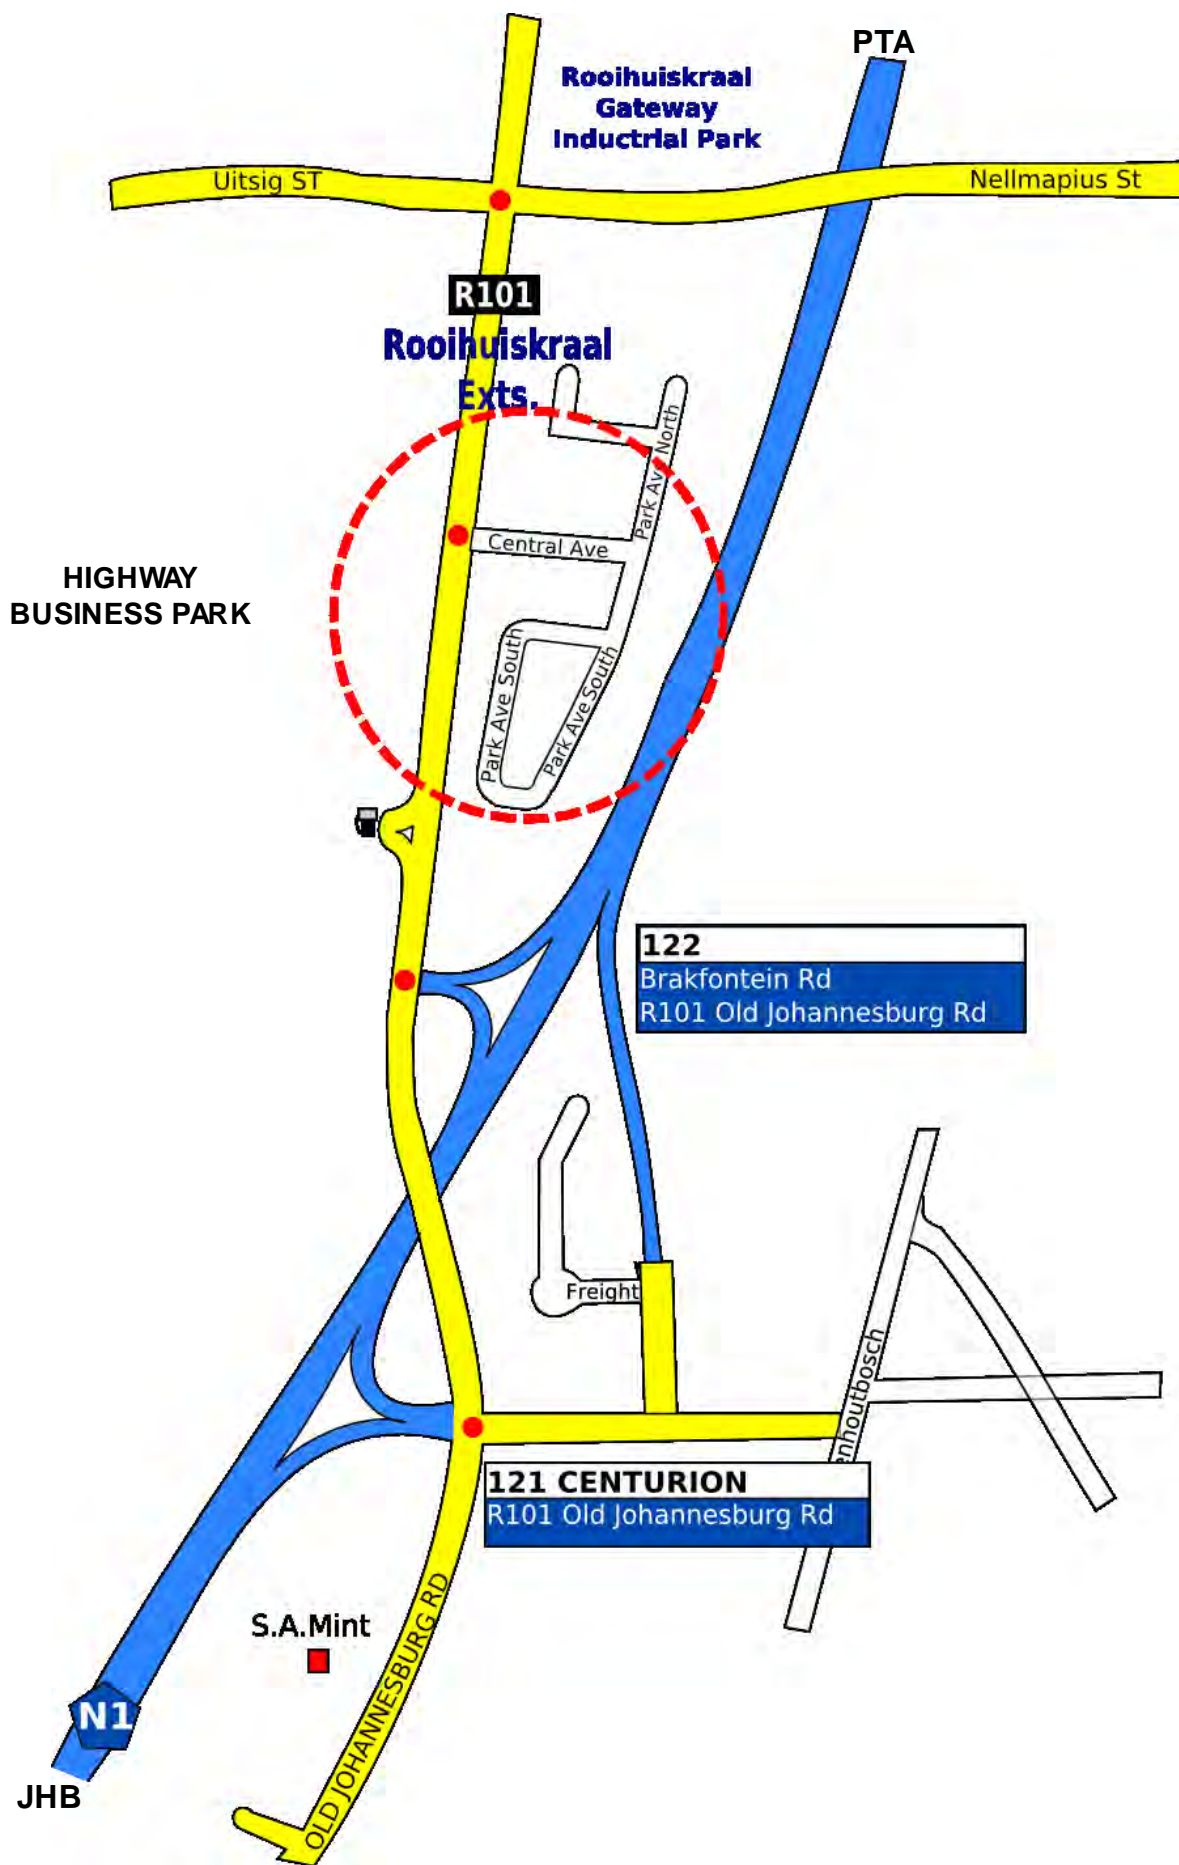 PTA
Rooihuiskraal
Gateway
Inductrial Park
Uitsig ST
Nellmapius St
R101
Rooihuiskraal
Exts.
Park Ave North
Central Ave
HIGHWAY
BUSINESS PARK
Park Ave South
Park Ave South
122
Brakfontein Rd
R101 Old Johannesburg Rd
Freight
enhoutbosch
121 CENTURION
R101 Old Johannesburg Rd
S.A.Mint
OLD JOHANNESBURG RD
N1
JHB